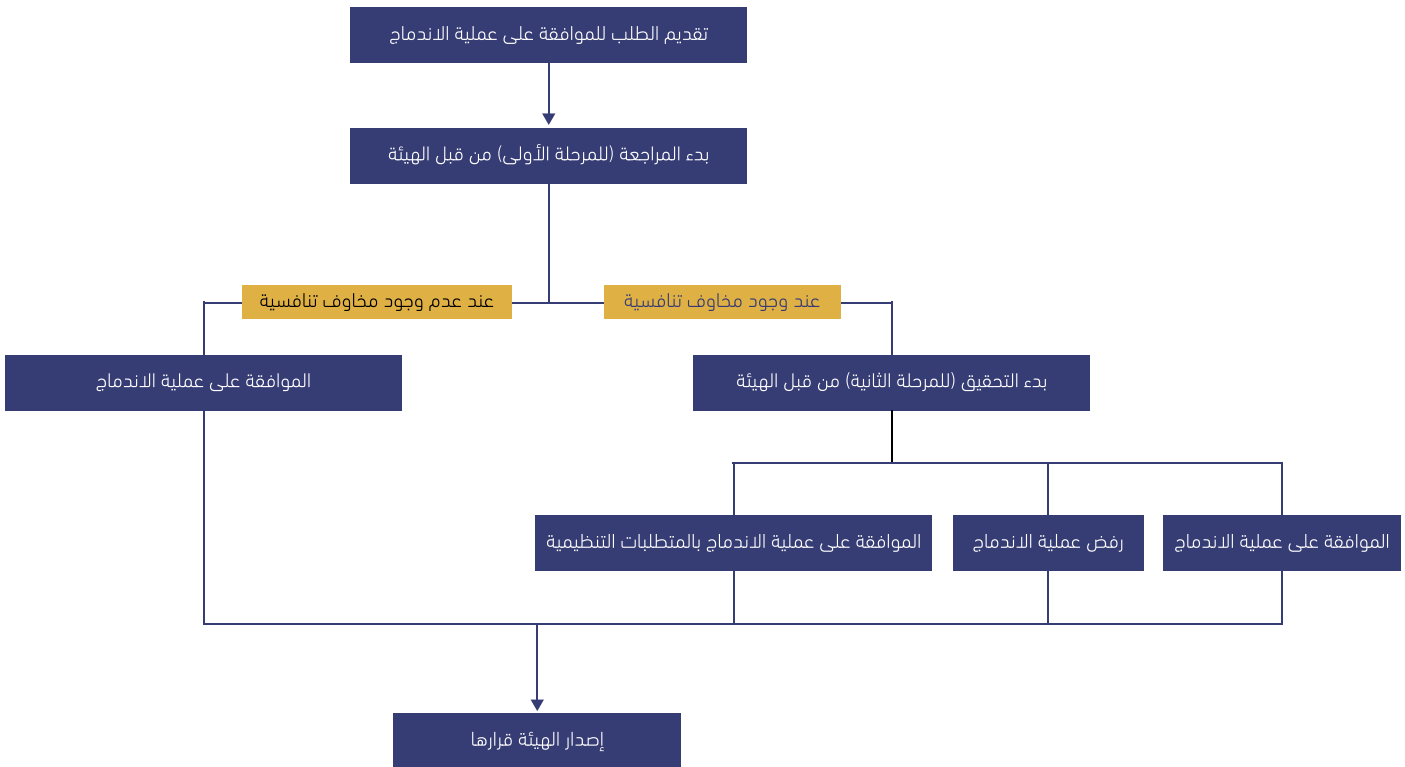 تقديم الطلب للموافقة على عملية الاندماج
بدء المراجعة (للمرحلة الأولى) من قبل الهيئة
عند وجود مخاوف تنافسية
عند عدم وجود مخاوف تنافسية
بدء التحقيق (للمرحلة الثانية) من قبل الهيئة
الموافقة على عملية الاندماج
الموافقة على عملية الاندماج
رفض عملية الاندماج
الموافقة على عملية الاندماج بالمتطلبات التنظيمية
إصدار الهيئة قرارها